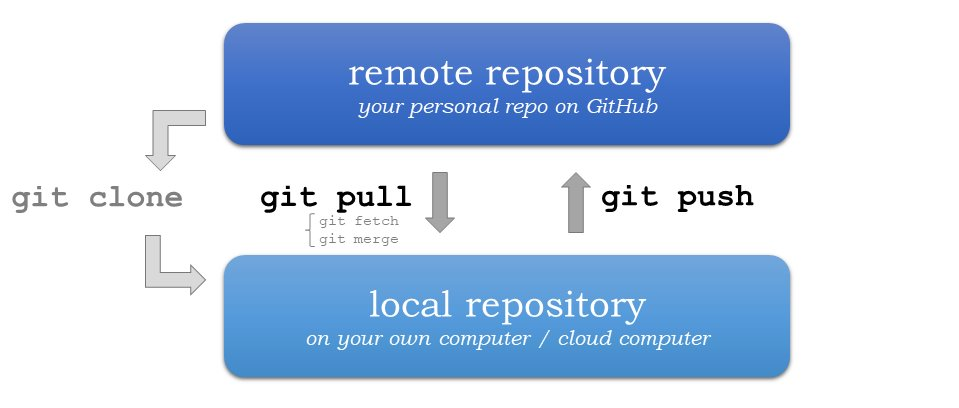 remote repository
your personal repo on GitHub
git clone
git pull
git fetch
git merge
git push
local repository
on your own computer / cloud computer